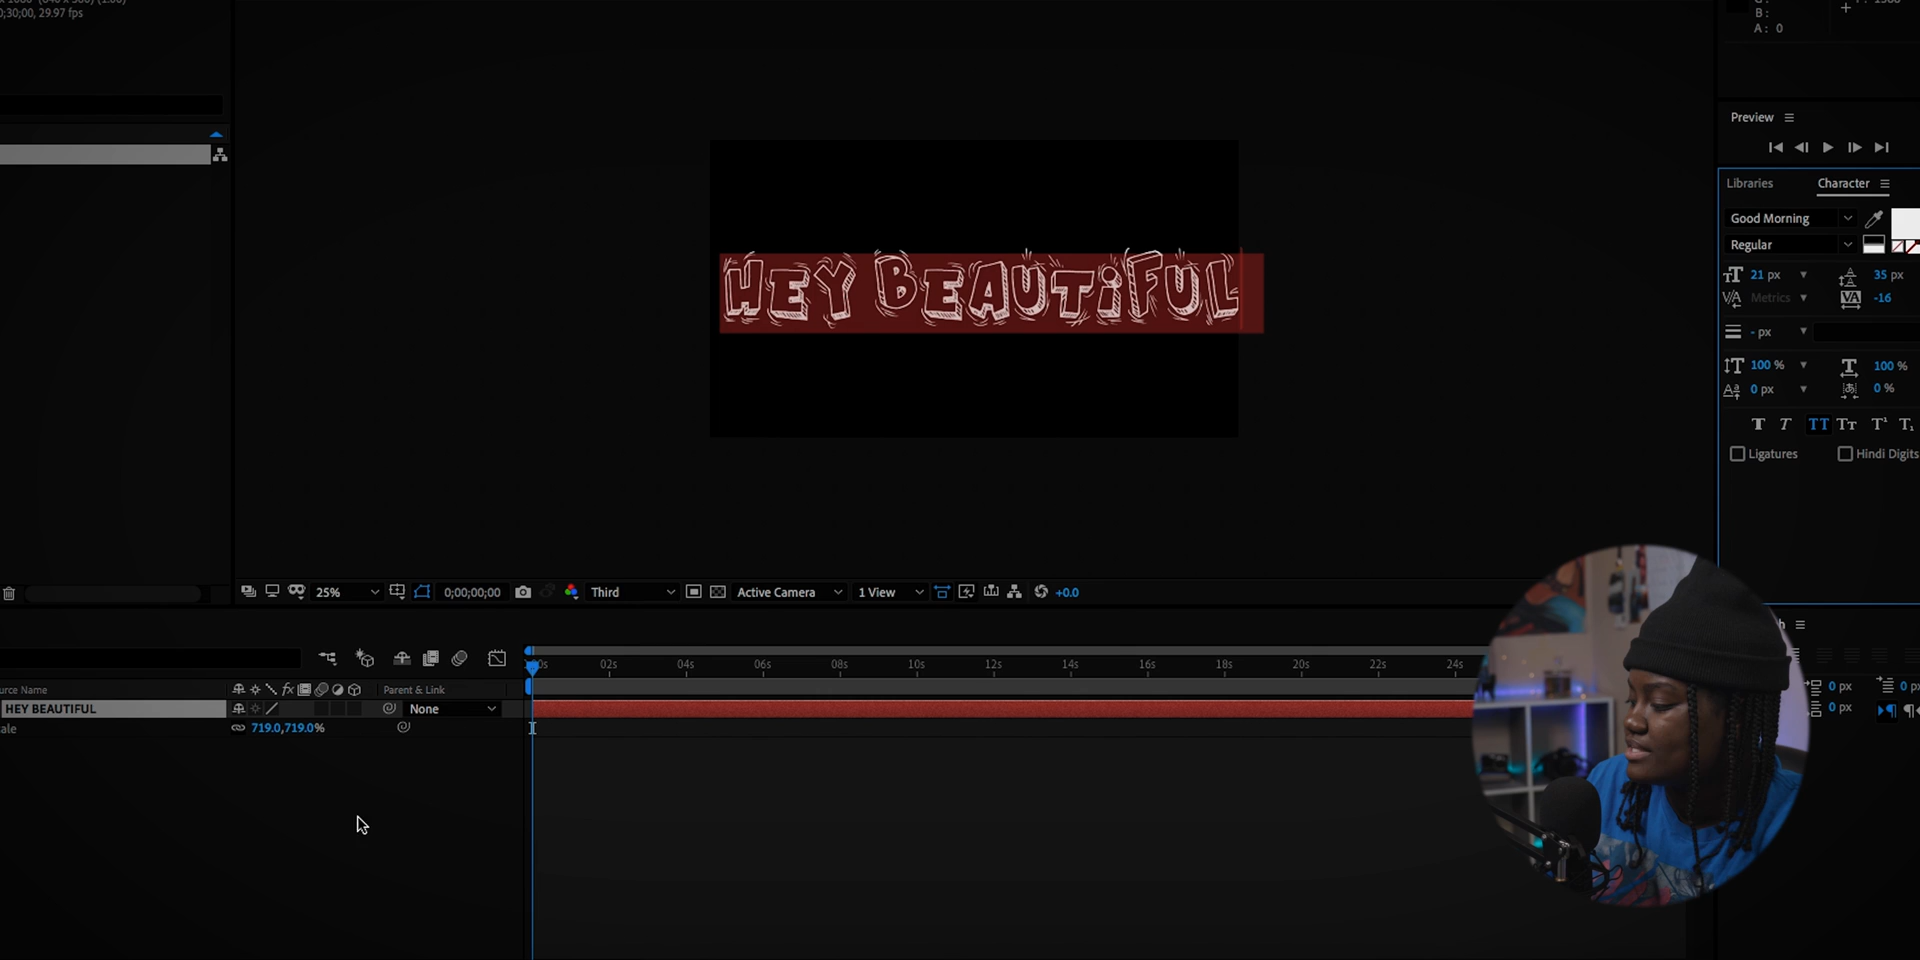 (1.00)
;30;00, 29.97 fps
B:
A: 0
Preview
Libraries Character
Good Morning
Regular
21 px 35 px
Metrics -16
- px
100 % 100 %
0 px 0 %
Ligatures Hindi Digits
HEY BEAUTIFUL
25% 0;00;00;00 Third Active Camera 1 View +0.0
02s 04s 06s 08s 10s 12s 14s 16s 18s 20s 22s 24s
urce Name Parent & Link
HEY BEAUTIFUL None
ale 719.0,719.0%
0 px 0 p
0 px